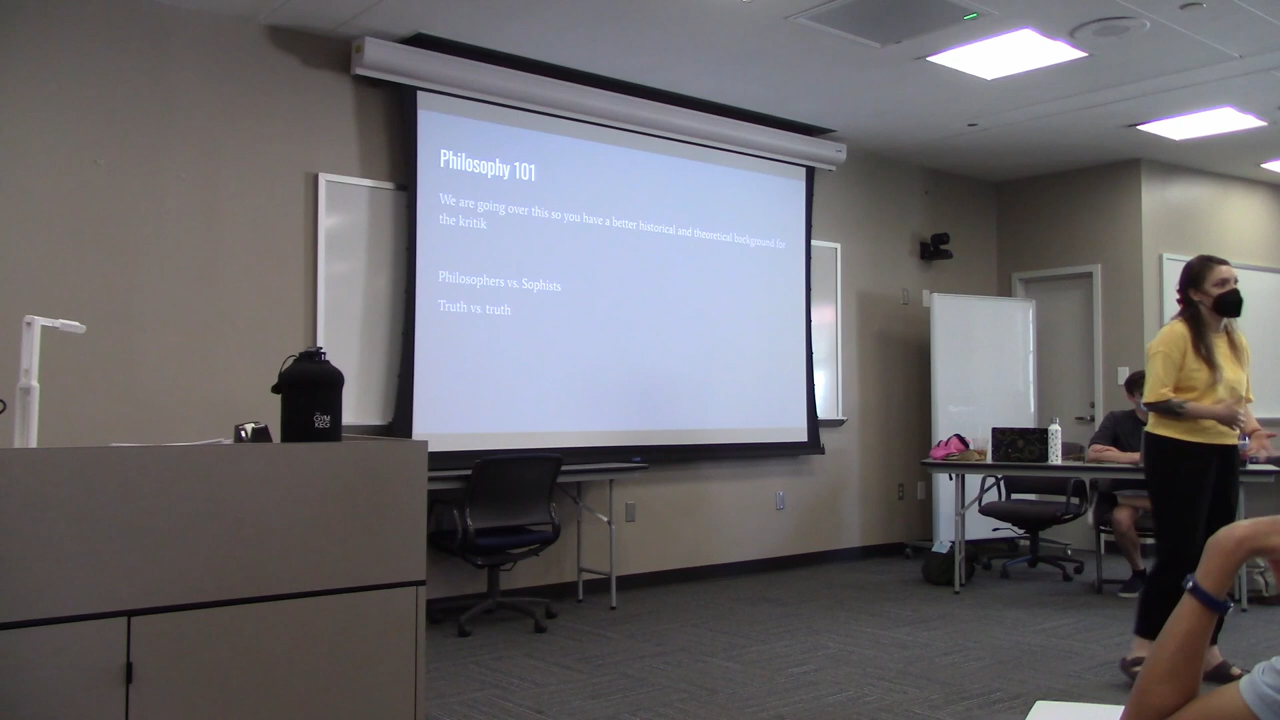 Philosophy 101
We are going over this so you have a better historical and theoretical background for
the kritik
Philosophers vs. Sophists
Truth vs. truth
THE
GYM
KEG